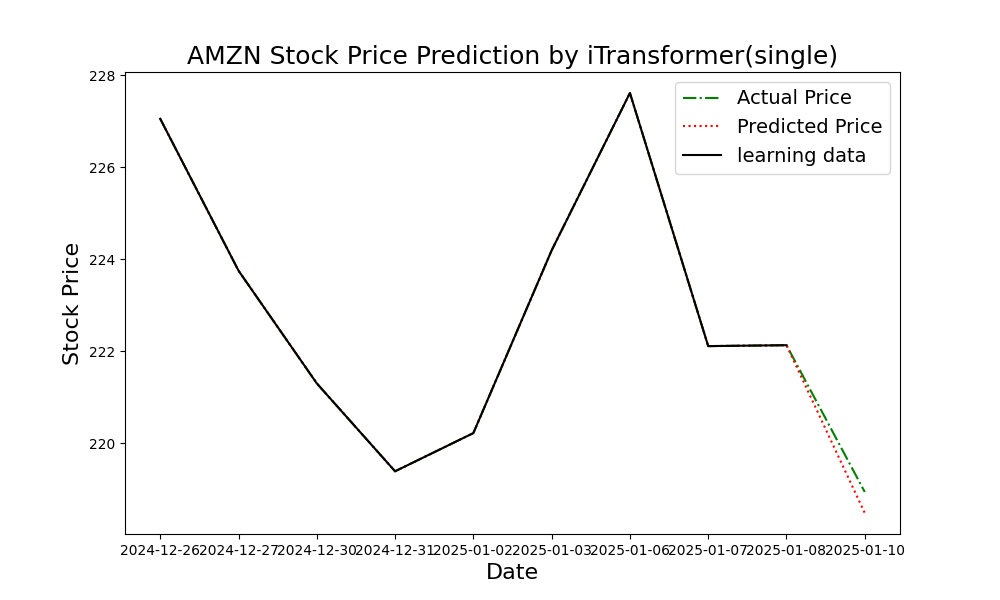 AMZN Stock Price Prediction by iTransformer(single)
228
226
224
222
220
Stock Price
Actual Price
Predicted Price
learning data
2024-12-26 2024-12-27 2024-12-30 2024-12-31 2025-01-02 2025-01-03 2025-01-06 2025-01-07 2025-01-08 2025-01-10
Date